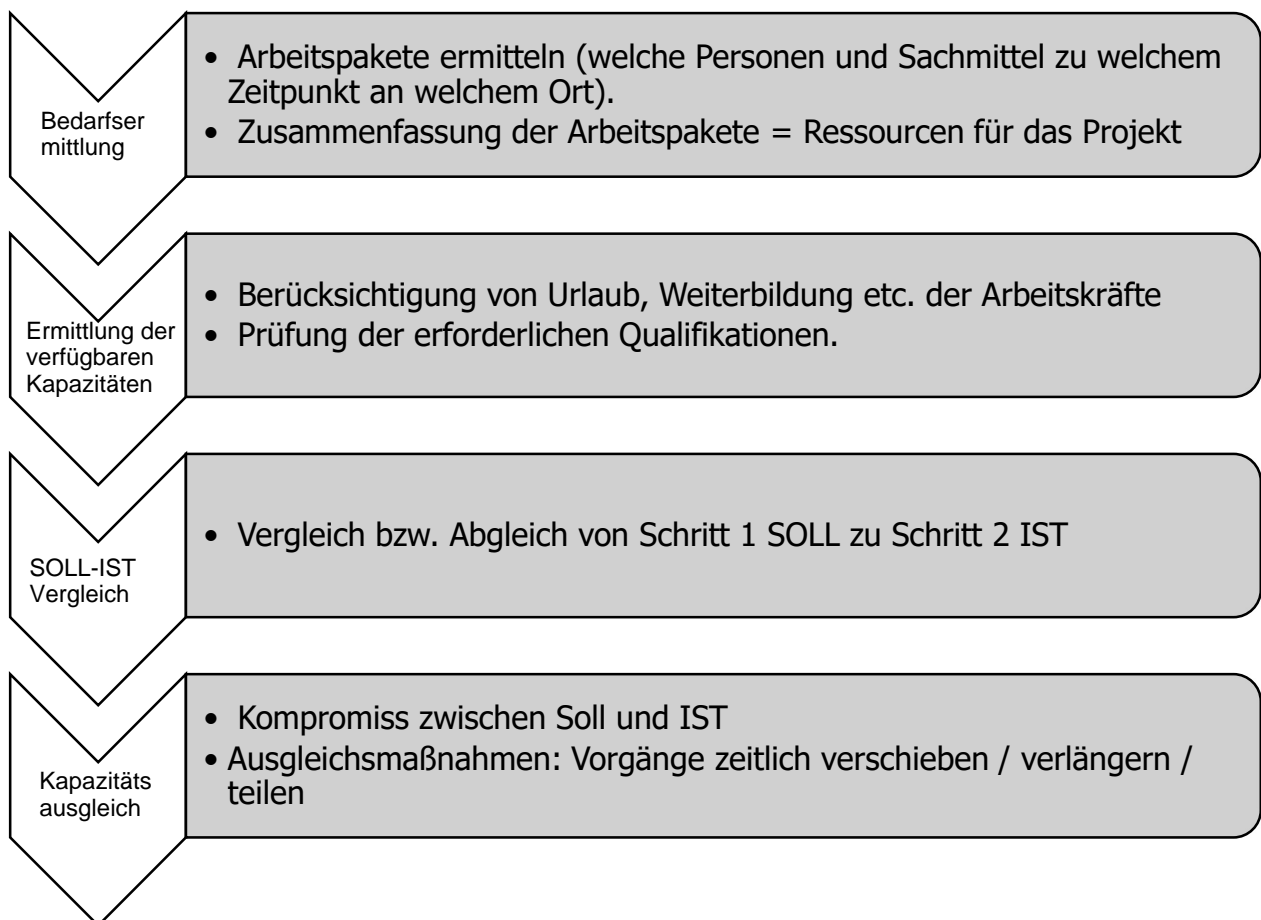 Bedarfser
mittlung
• Arbeitspakete ermitteln (welche Personen und Sachmittel zu welchem
Zeitpunkt an welchem Ort).
• Zusammenfassung der Arbeitspakete = Ressourcen für das Projekt
Ermittlung der
verfügbaren
Kapazitäten
• Berücksichtigung von Urlaub, Weiterbildung etc. der Arbeitskräfte
• Prüfung der erforderlichen Qualifikationen.
SOLL-IST
Vergleich
• Vergleich bzw. Abgleich von Schritt 1 SOLL zu Schritt 2 IST
Kapazitäts
ausgleich
• Kompromiss zwischen Soll und IST
• Ausgleichsmaßnahmen: Vorgänge zeitlich verschieben / verlängern /
teilen